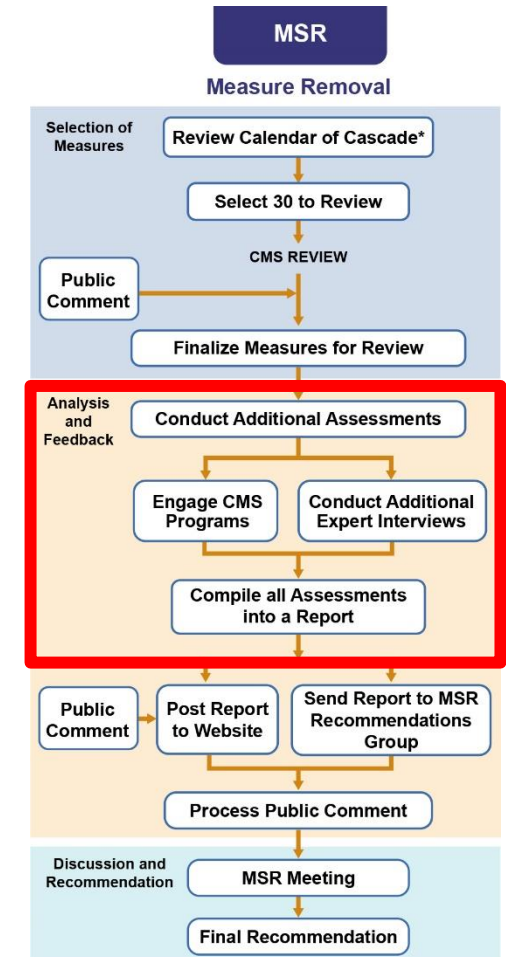 MSR
Measure Removal
Selection of
Measures
Review Calendar of Cascade*
Select 30 to Review
CMS REVIEW
Public
Comment
Finalize Measures for Review
Analysis
and
Feedback
Conduct Additional Assessments
Engage CMS
Programs
Conduct Additional
Expert Interviews
Compile all Assessments
into a Report
Public
Comment
Post Report
to Website
Send Report to MSR
Recommendations
Group
Process Public Comment
Discussion and
Recommendation
MSR Meeting
Final Recommendation